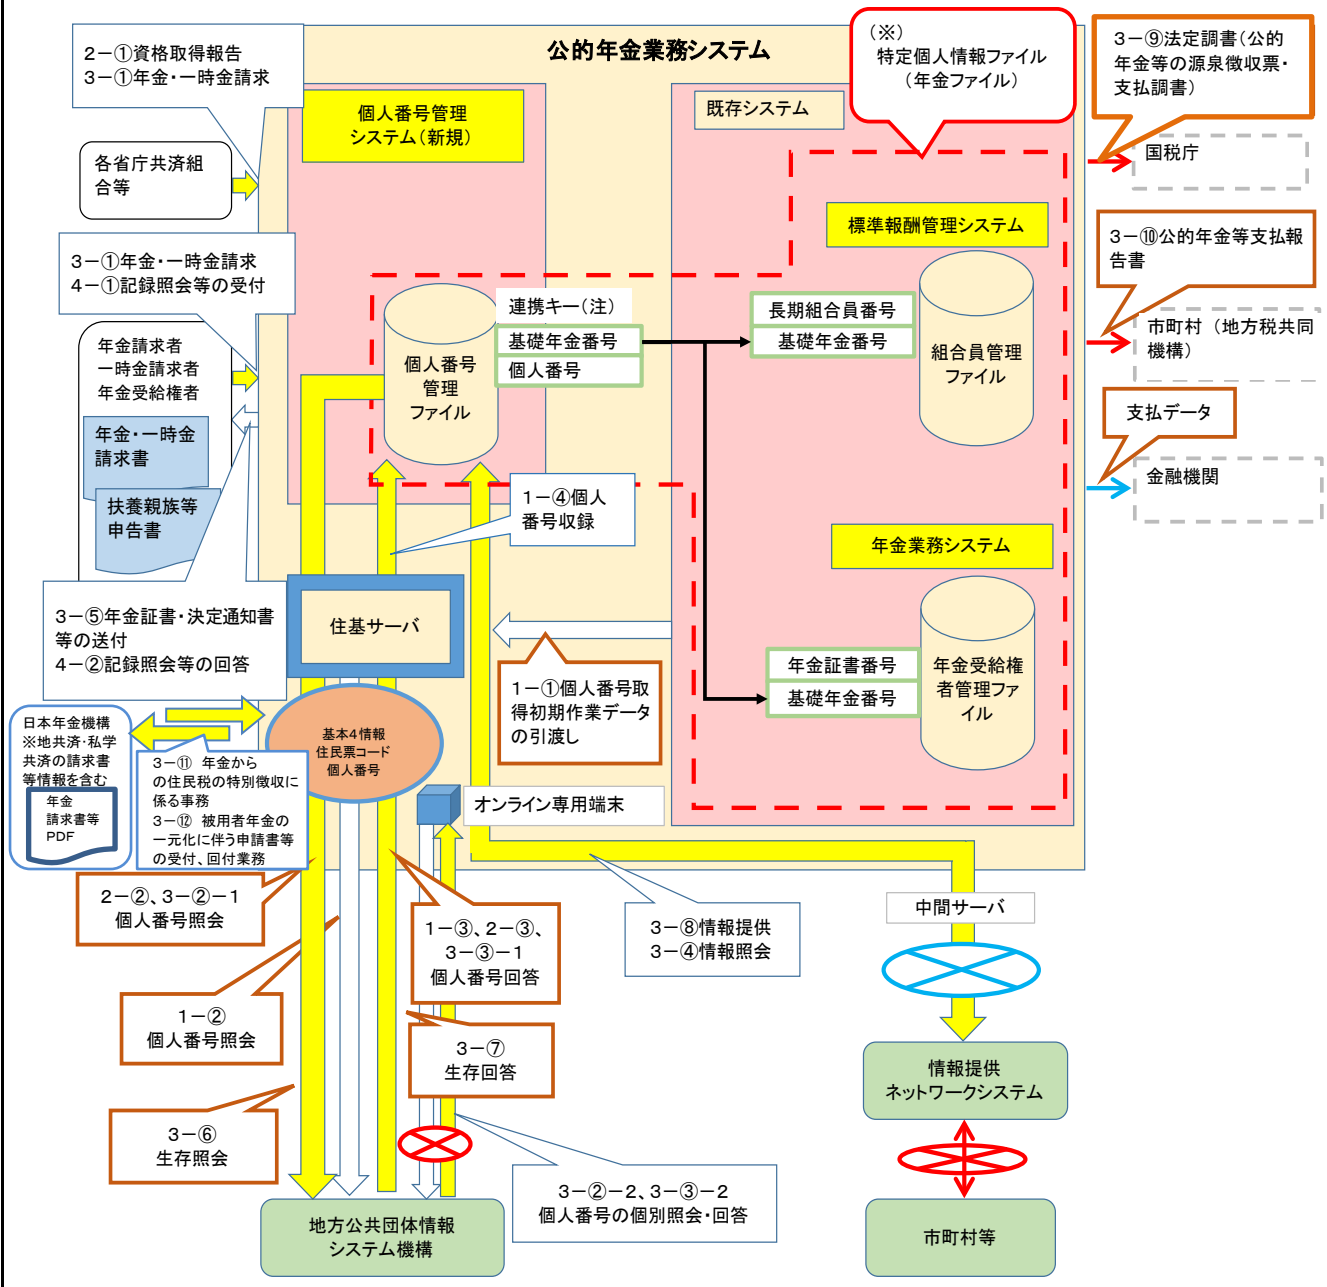 公的年金業務システム
2－①資格取得報告
3－①年金・一時金請求
個人番号管理
システム（新規）
既存システム
（※）
特定個人情報ファイル
（年金ファイル）
3－⑨法定調書（公的
年金等の源泉徴収票・
支払調書）
国税庁
各省庁共済組
合等
標準報酬管理システム
3－①年金・一時金請求
4－①記録照会等の受付
3－⑩公的年金等支払報
告書
市町村（地方税共同
機構）
年金請求者
一時金請求者
年金受給権者
個人番号
管理
ファイル
連携キー（注）
基礎年金番号
個人番号
長期組合員番号
基礎年金番号
組合員管理
ファイル
支払データ
金融機関
年金・一時金
請求書
扶養親族等
申告書
1－④個人
番号収録
年金業務システム
3－⑤年金証書・決定通知書
等の送付
4－②記録照会等の回答
住基サーバ
1－①個人番号取
得初期作業データ
の引渡し
年金証書番号
基礎年金番号
年金受給権
者管理ファ
イル
日本年金機構
※地共済・私学
共済の請求書
等情報を含む
年金
請求書等
PDF
3－⑪　年金から
の住民税の特別徴収に
係る事務
3－⑫　被用者年金の
一元化に伴う申請書等
の受付、回付業務
基本４情報
住民票コード
個人番号
オンライン専用端末
2－②、3－②－1
個人番号照会
1－③、2－③、
3－③－1
個人番号回答
3－⑧情報提供
3－④情報照会
中間サーバ
1－②
個人番号照会
3－⑦
生存回答
情報提供
ネットワークシステム
3－⑥
生存照会
3－②－2、3－③－2
個人番号の個別照会・回答
地方公共団体情報
システム機構
市町村等